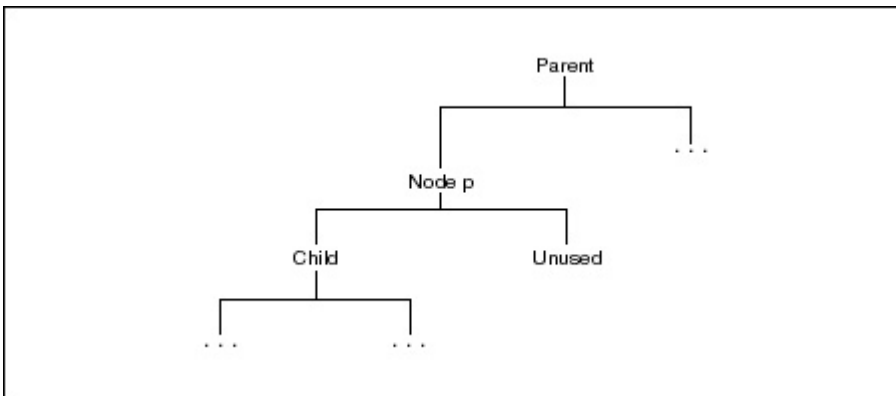 Parent
. . .
Node p
Child Unused
. . . . . .